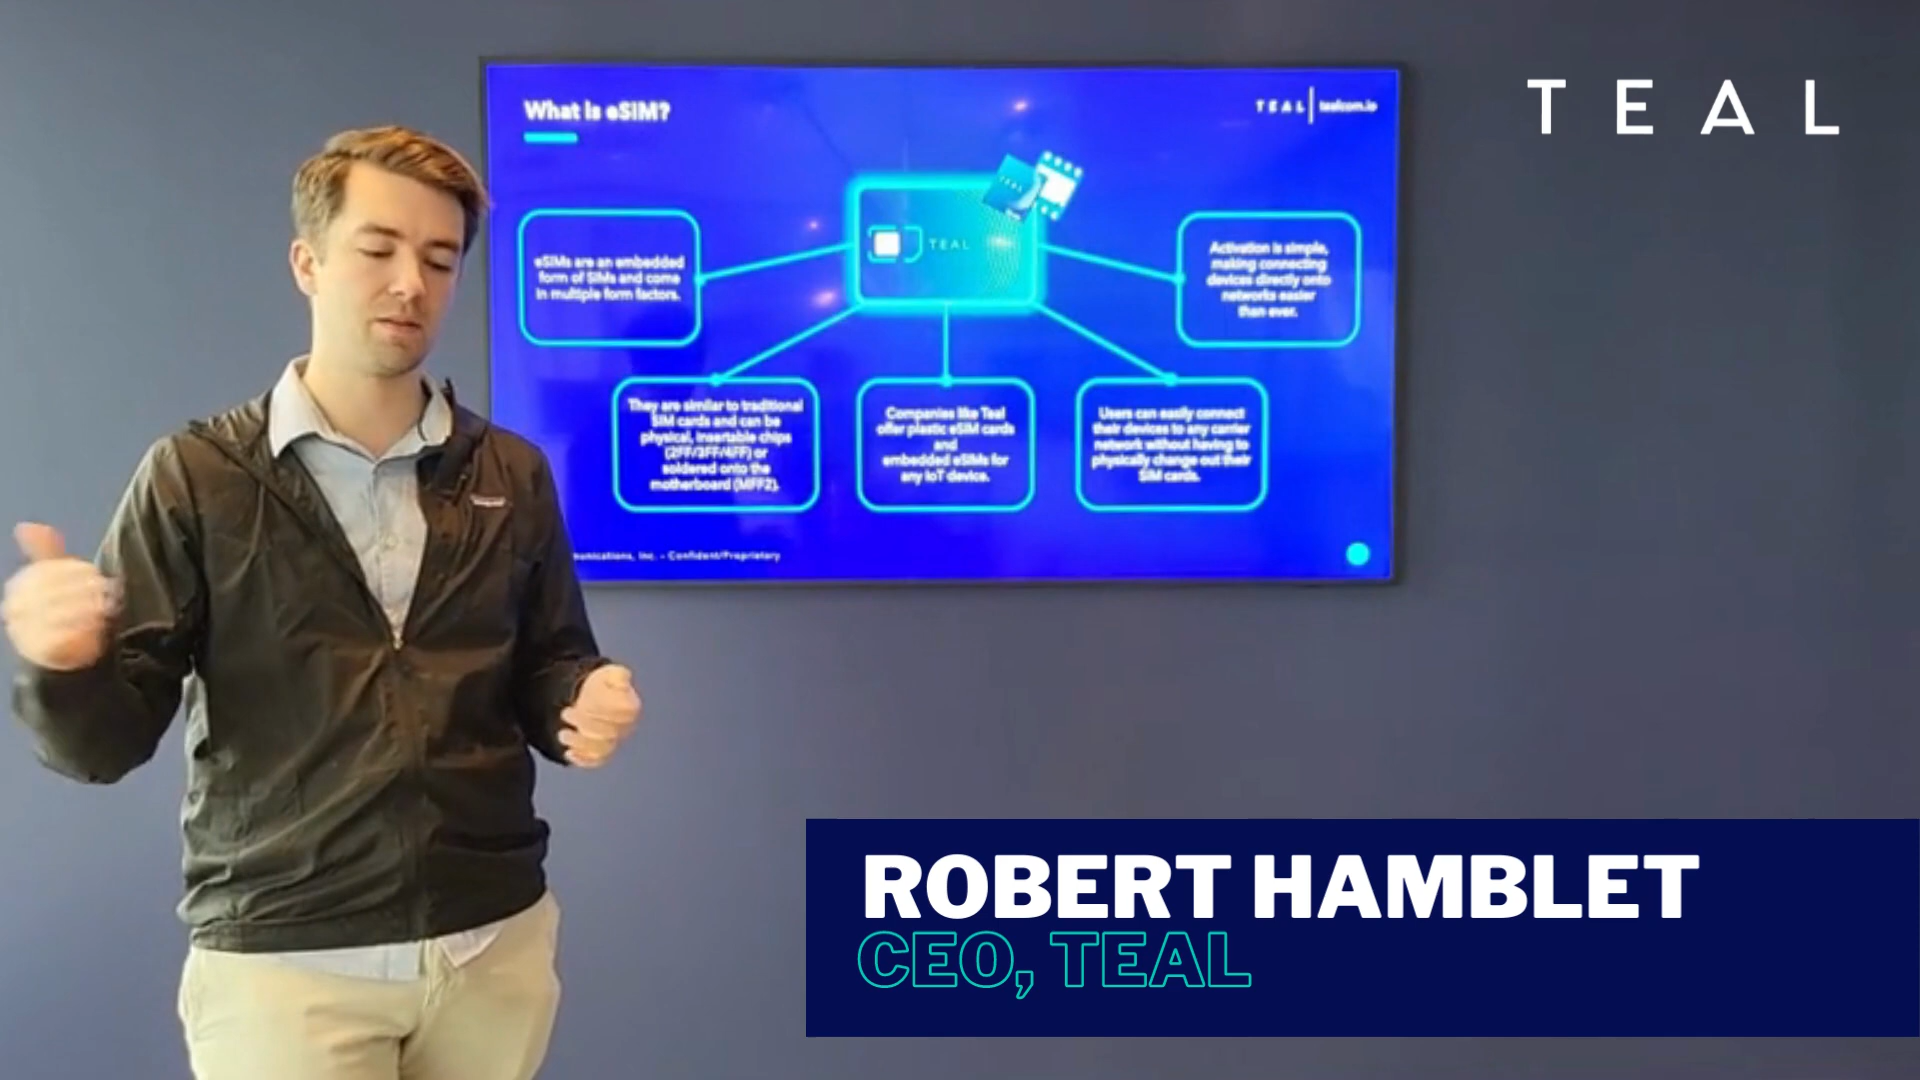 TEAL
What is eSIM?
TEAL | tealcom.io
eSIMs are an embedded
form of SIMs and come
in multiple form factors.
TEAL
TEAL
Activation is simple,
making connecting
devices directly onto
networks easier
than ever.
They are similar to traditional
SIM cards and can be
physical, insertable chips
(2FF/3FF/4FF) or
soldered onto the
motherboard (MFF2).
Companies like Teal
offer plastic eSIM cards
and
embedded eSIMs for
any IoT device.
Users can easily connect
their devices to any carrier
network without having to
physically change out their
SIM cards.
Inc. - Confident/Proprietary
ROBERT HAMBLET
CEO, TEAL